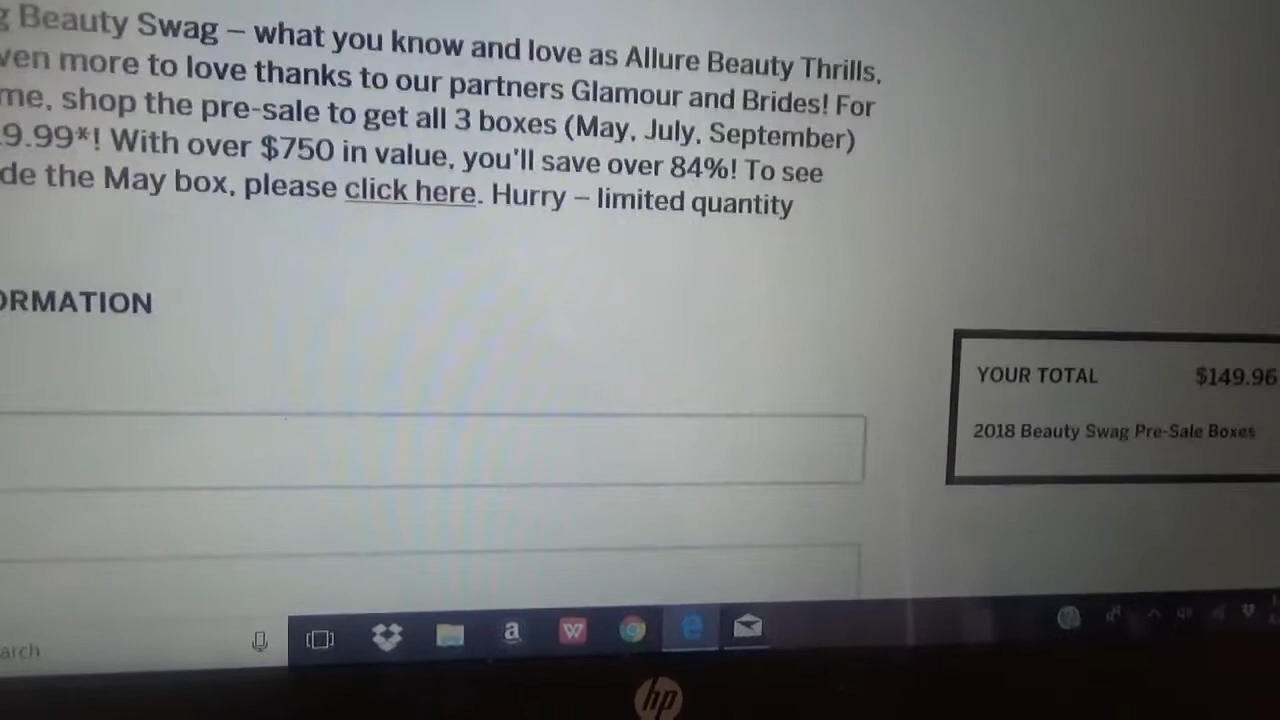 Beauty Swag – what you know and love as Allure Beauty Thrills,
more to love thanks to our partners Glamour and Brides! For
me, shop the pre-sale to get all 3 boxes (May, July, September)
9.99*! With over $750 in value, you'll save over 84%! To see
de the May box, please click here. Hurry – limited quantity
ORMATION
YOUR TOTAL $149.96
2018 Beauty Swag Pre-Sale Boxes
arch
a
W
e
hp